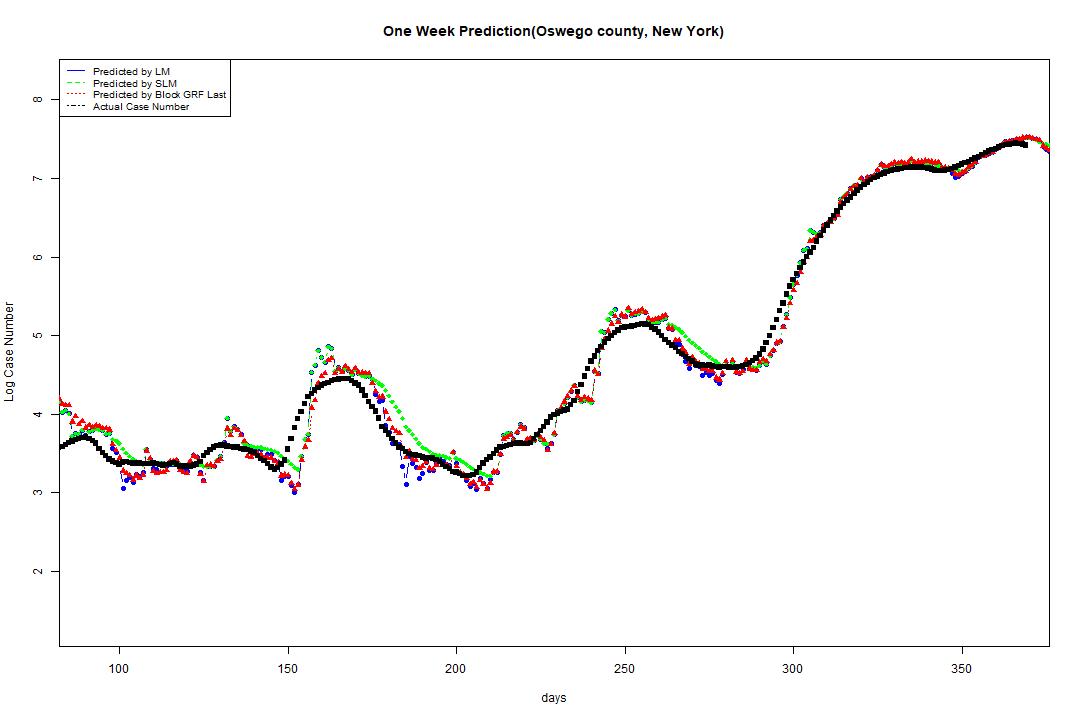 One Week Prediction(Oswego county, New York)
Predicted by LM
Predicted by SLM
Predicted by Block GRF Last
Actual Case Number
8
7
6
5
4
3
2
Log Case Number
100 150 200 250 300 350
days